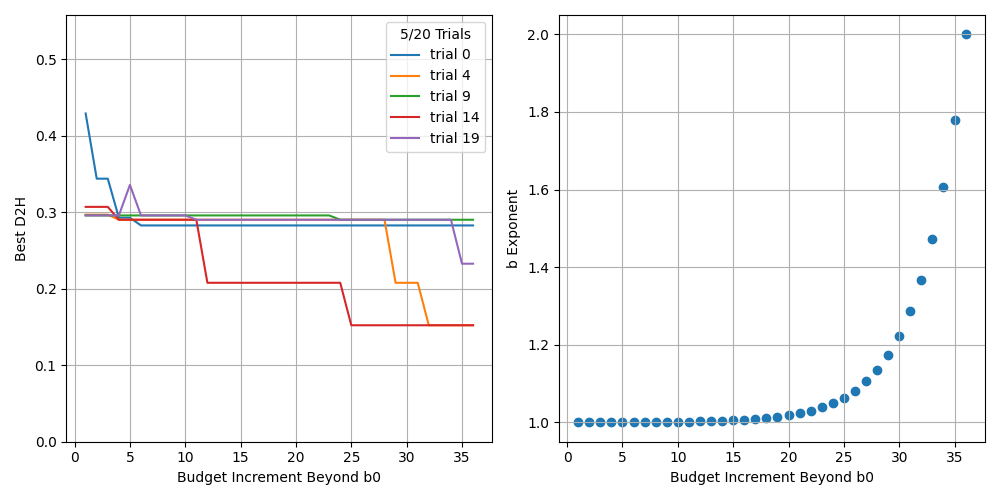 5/20 Trials
trial 0
trial 4
trial 9
trial 14
trial 19
Best D2H
0.5
0.4
0.3
0.2
0.1
0.0
0 5 10 15 20 25 30 35
Budget Increment Beyond b0
b Exponent
2.0
1.8
1.6
1.4
1.2
1.0
0 5 10 15 20 25 30 35
Budget Increment Beyond b0